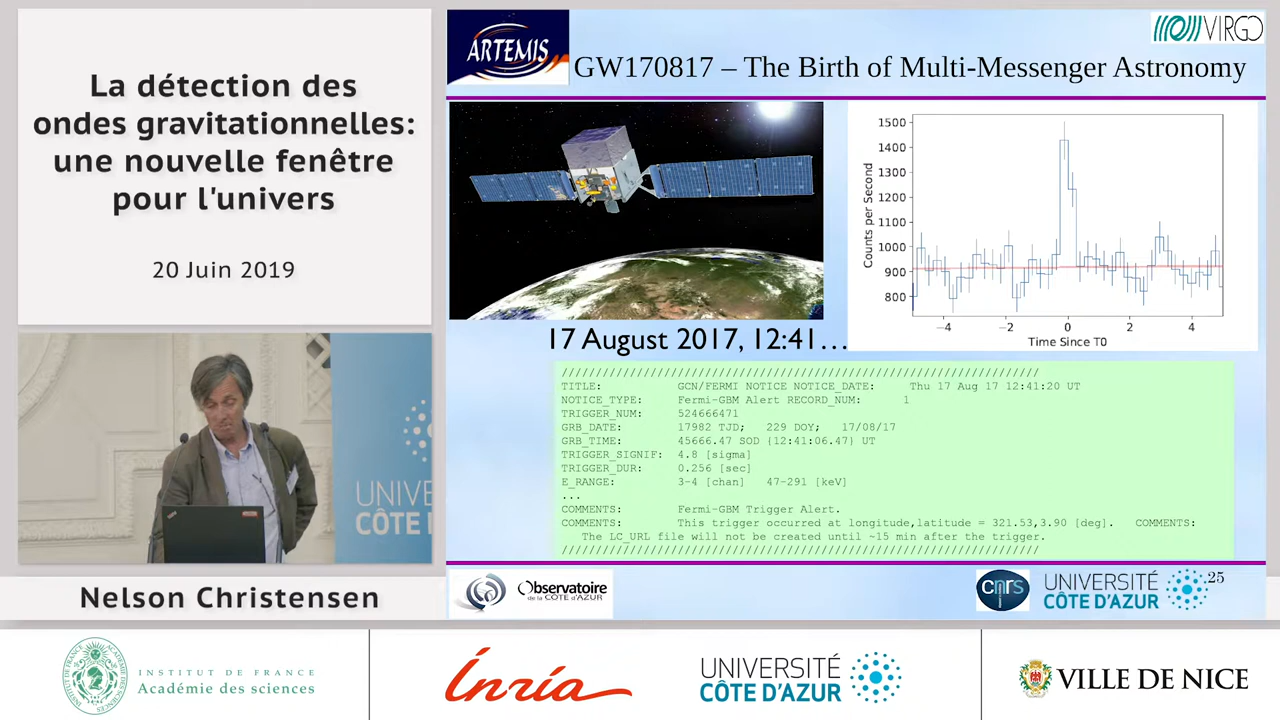 La détection des
ondes gravitationnelles:
une nouvelle fenêtre
pour l'univers
20 Juin 2019
UNIVERS
CÔTE D'
Nelson Christensen
ARTEMIS
VIRGO
GW170817 – The Birth of Multi-Messenger Astronomy
1500
1400
1300
1200
1100
1000
900
800
Counts per Second
−4
−2
0
2
4
Time Since T0
17 August 2017, 12:41...
//////////////////////////////////////////////////////////////////////
TITLE: GCN/FERMI NOTICE NOTICE_DATE: Thu 17 Aug 17 12:41:20 UT
NOTICE_TYPE: Fermi-GBM Alert RECORD_NUM: 1
TRIGGER_NUM: 524666471
GRB_DATE: 17982 TJD; 229 DOY; 17/08/17
GRB_TIME: 45666.47 SOD {12:41:06.47} UT
TRIGGER_SIGNIF: 4.8 [sigma]
TRIGGER_DUR: 0.256 [sec]
E_RANGE: 3-4 [chan] 47-291 [keV]
...
COMMENTS: Fermi-GBM Trigger Alert.
COMMENTS: This trigger occurred at longitude,latitude = 321.53,3.90 [deg]. COMMENTS:
The LC_URL file will not be created until ~15 min after the trigger.
//////////////////////////////////////////////////////////////////////
Observatoire
de la CÔTE d'AZUR
cnrs
UNIVERSITÉ
CÔTE D'AZUR
25
INSTITUT DE FRANCE
Académie des sciences
Inria
UNIVERSITÉ
CÔTE D'AZUR
VILLE DE NICE